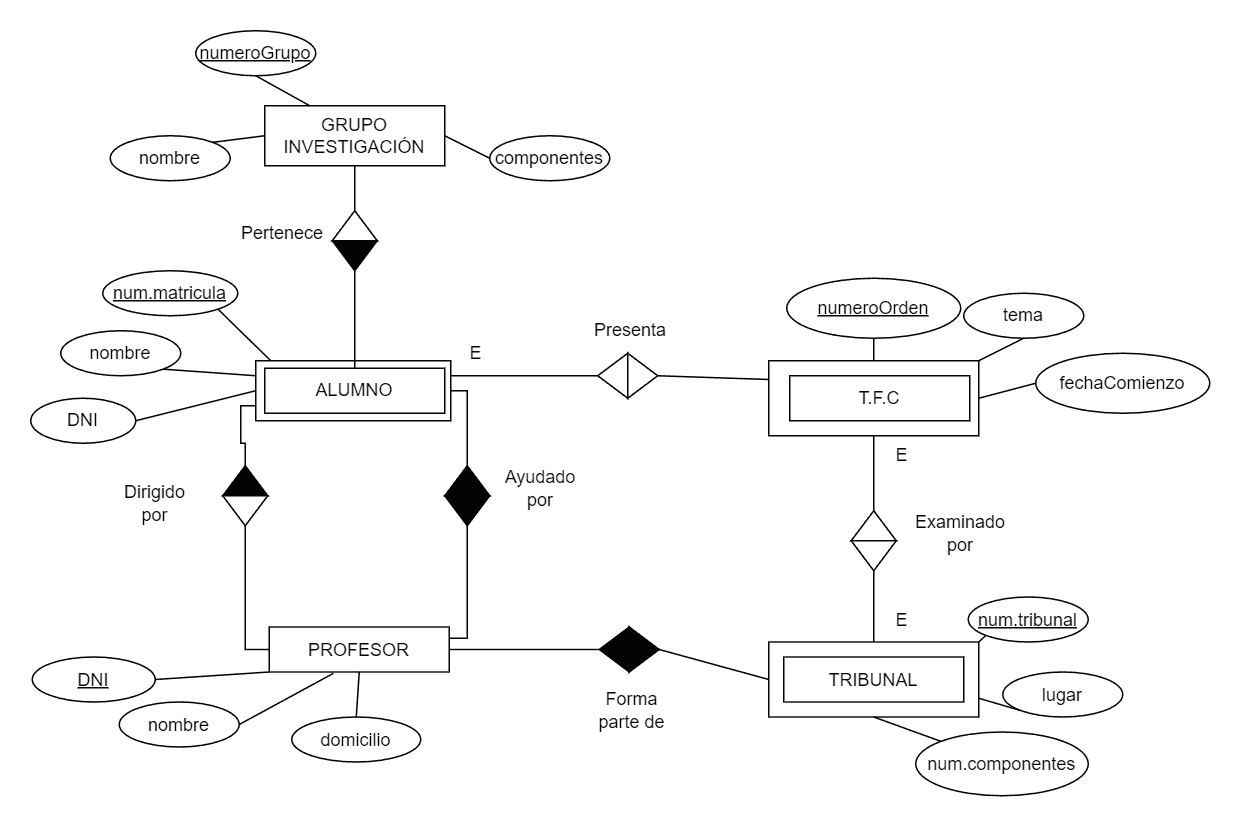 numeroGrupo
GRUPO
INVESTIGACIÓN
nombre
componentes
Pertenece
num.matricula
nombre
DNI
ALUMNO
E
Presenta
numeroOrden
tema
fechaComienzo
T.F.C
E
Dirigido
por
Ayudado
por
Examinado
por
E
num.tribunal
PROFESOR
TRIBUNAL
lugar
DNI
nombre
domicilio
Forma
parte de
num.componentes